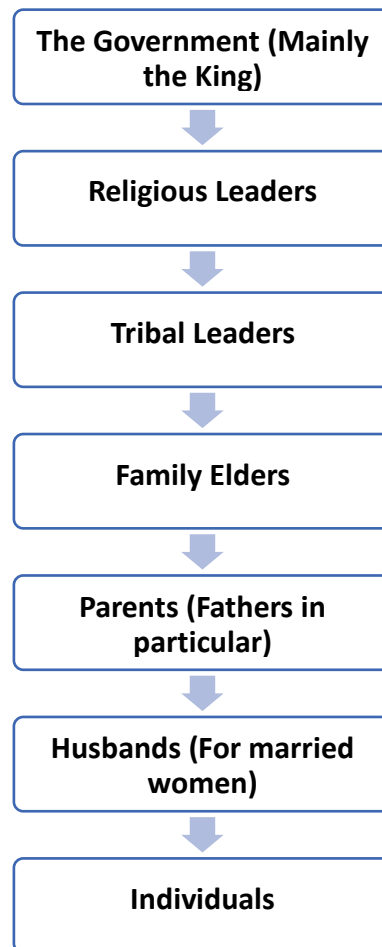 The Government (Mainly
the King)
Religious Leaders
Tribal Leaders
Family Elders
Parents (Fathers in
particular)
Husbands (For married
women)
Individuals